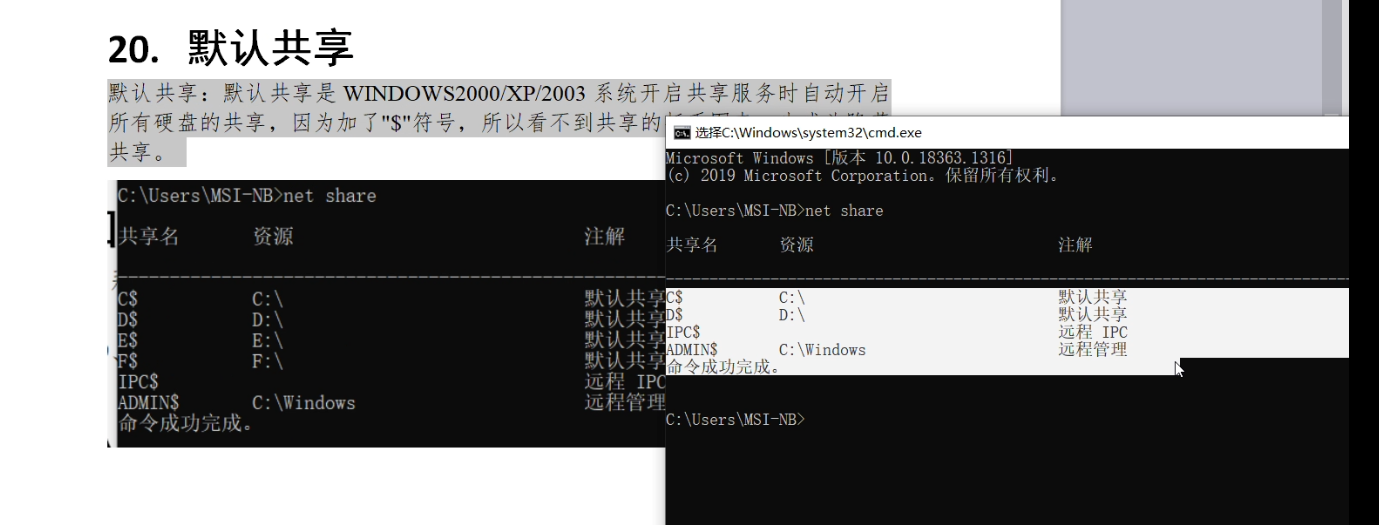 20. 默认共享
默认共享：默认共享是 WINDOWS2000/XP/2003 系统开启共享服务时自动开启
所有硬盘的共享，因为加了"$"符号，所以看不到共享的
共享。
C:\Users\MSI-NB>net share
共享名 资源 注解
C$ C:\ 默认共享
D$ D:\ 默认共享
E$ E:\ 默认共享
F$ F:\ 默认共享
IPC$ 远程 IPC
ADMIN$ C:\Windows 远程管理
命令成功完成。
选择C:\Windows\system32\cmd.exe
Microsoft Windows [版本 10.0.18363.1316]
(c) 2019 Microsoft Corporation。保留所有权利。
C:\Users\MSI-NB>net share
共享名 资源 注解
C$ C:\ 默认共享
D$ D:\ 默认共享
IPC$ 远程 IPC
ADMIN$ C:\Windows 远程管理
命令成功完成。
C:\Users\MSI-NB>